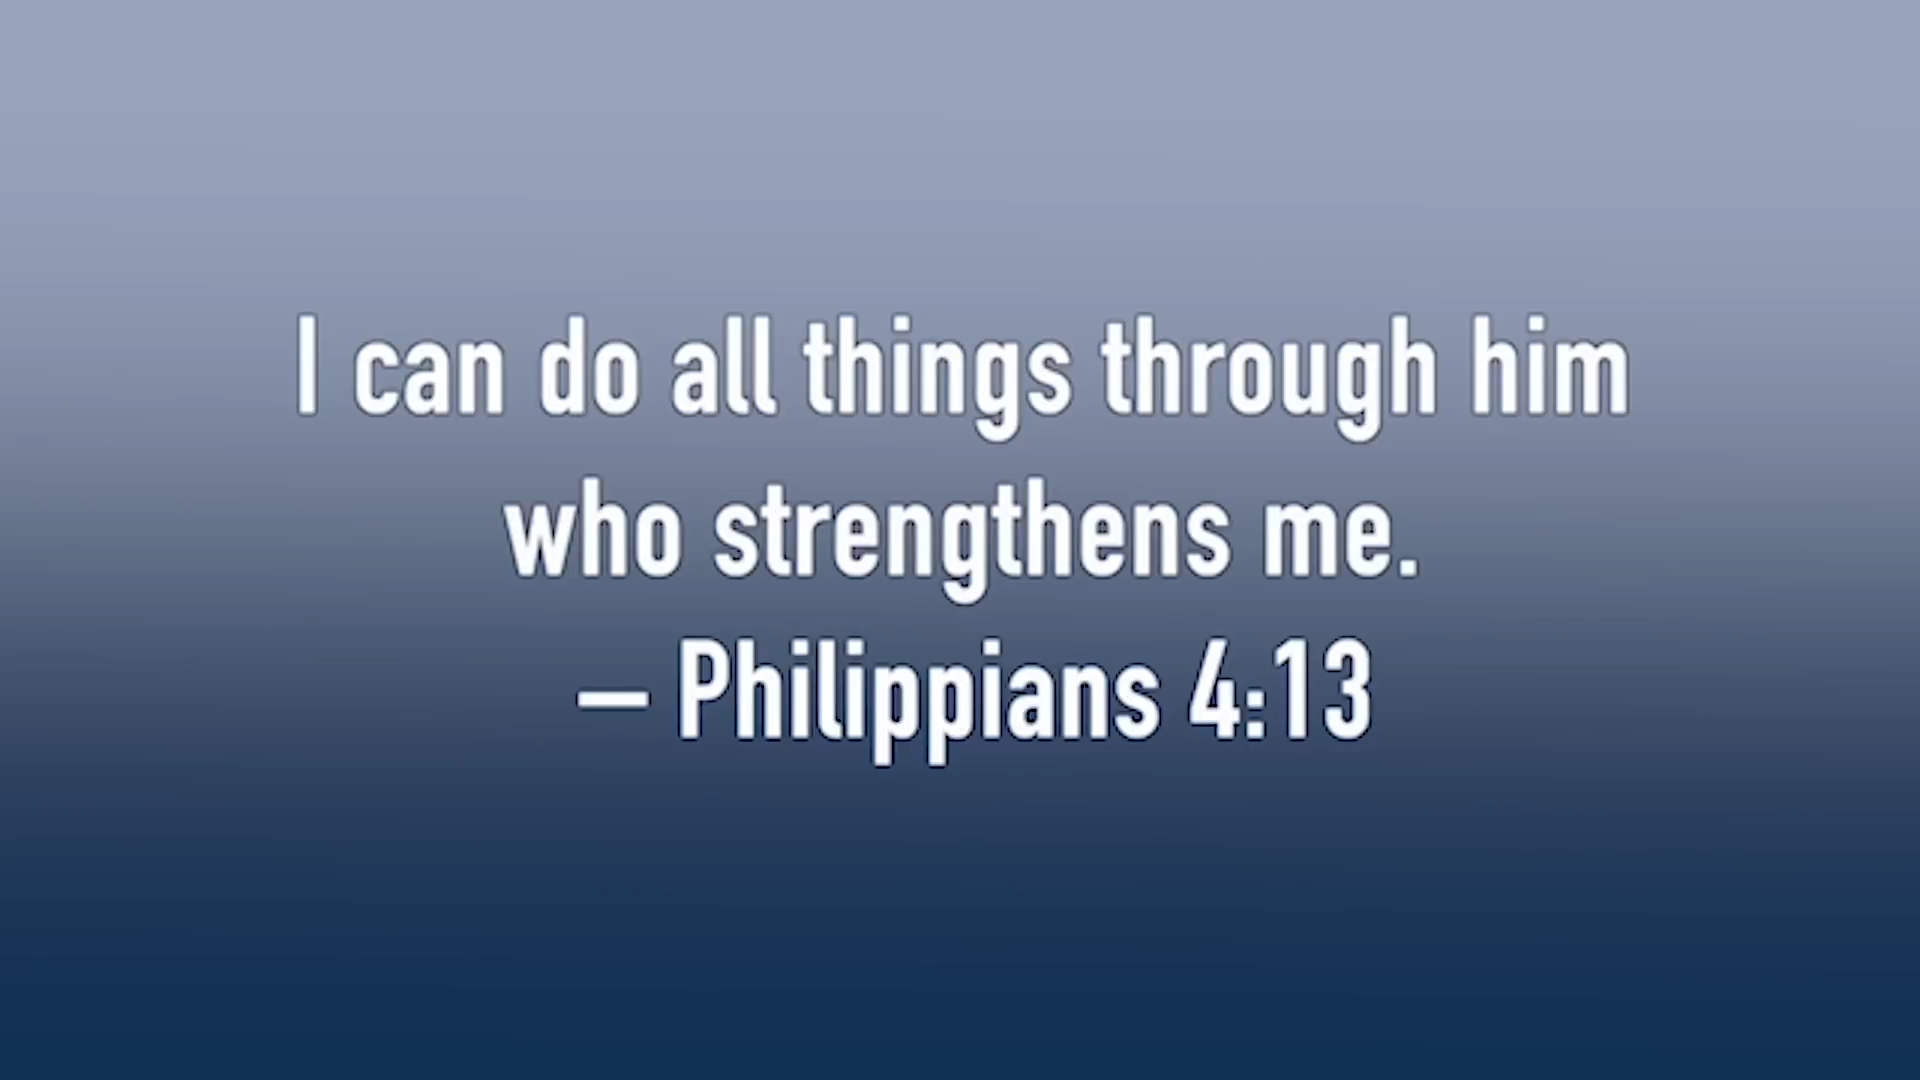 I can do all things through him
who strengthens me.
– Philippians 4:13